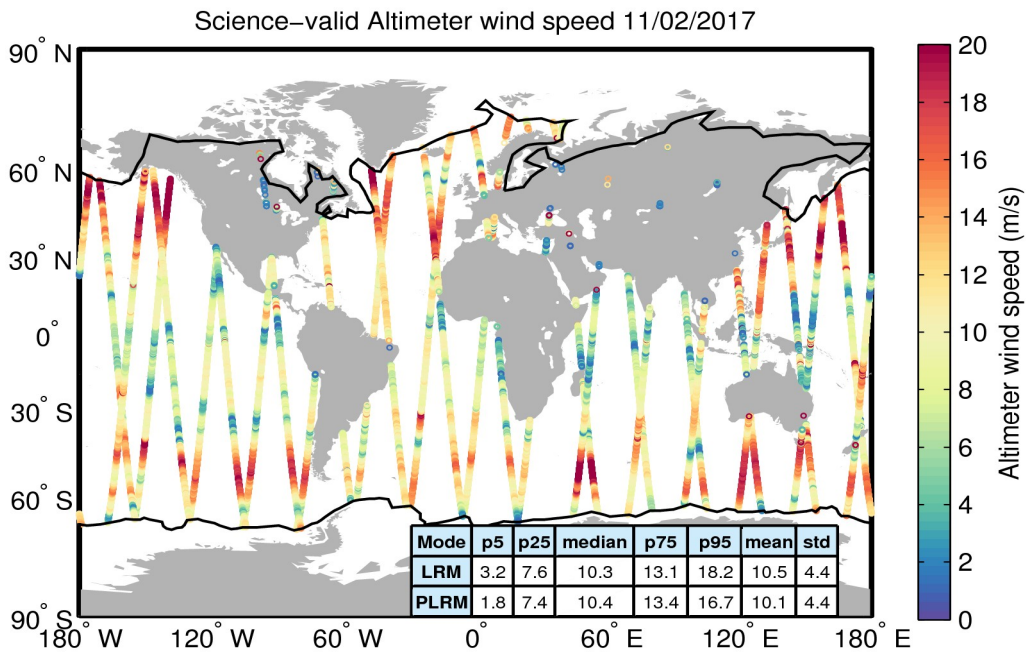 Science-valid Altimeter wind speed 11/02/2017
90° N
60° N
30° N
0°
30° S
60° S
90° S
180° W
120° W
60° W
0°
60° E
120° E
180° E
Mode p5 p25 median p75 p95 mean std
LRM 3.2 7.6 10.3 13.1 18.2 10.5 4.4
PLRM 1.8 7.4 10.4 13.4 16.7 10.1 4.4
20
18
16
14
12
10
8
6
4
2
0
Altimeter wind speed (m/s)